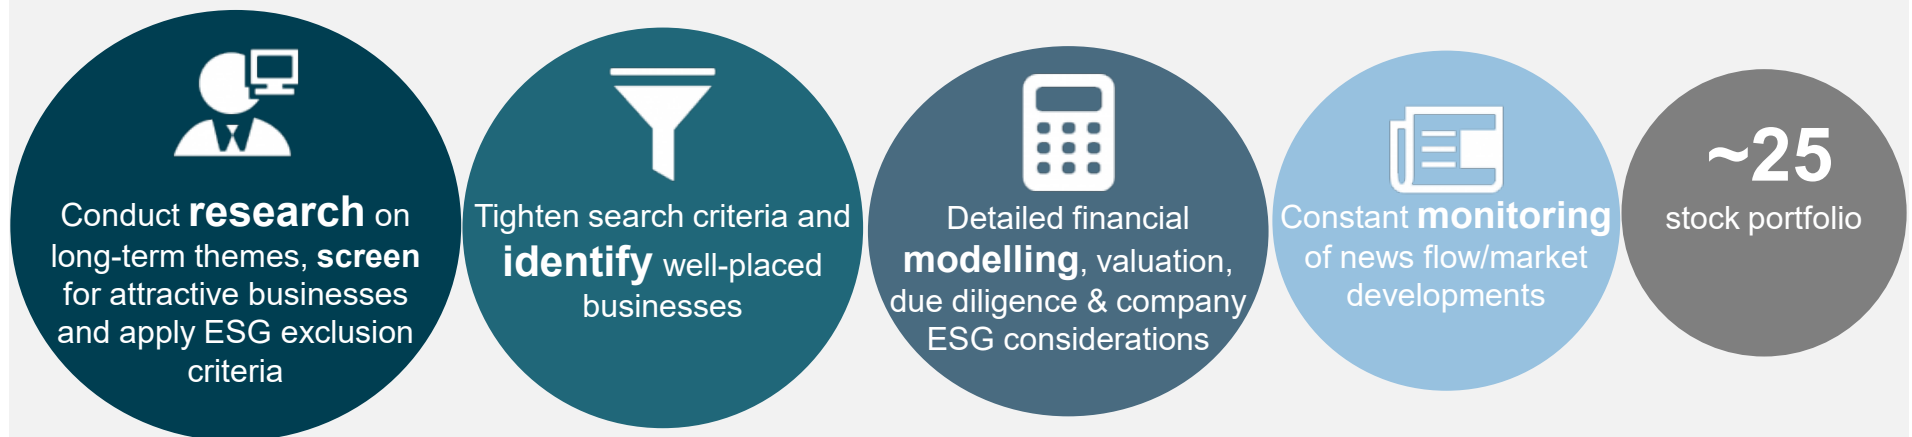 Conduct research on
long-term themes, screen
for attractive businesses
and apply ESG exclusion
criteria
Tighten search criteria and
identify well-placed
businesses
Detailed financial
modelling, valuation,
due diligence & company
ESG considerations
Constant monitoring
of news flow/market
developments
~25
stock portfolio